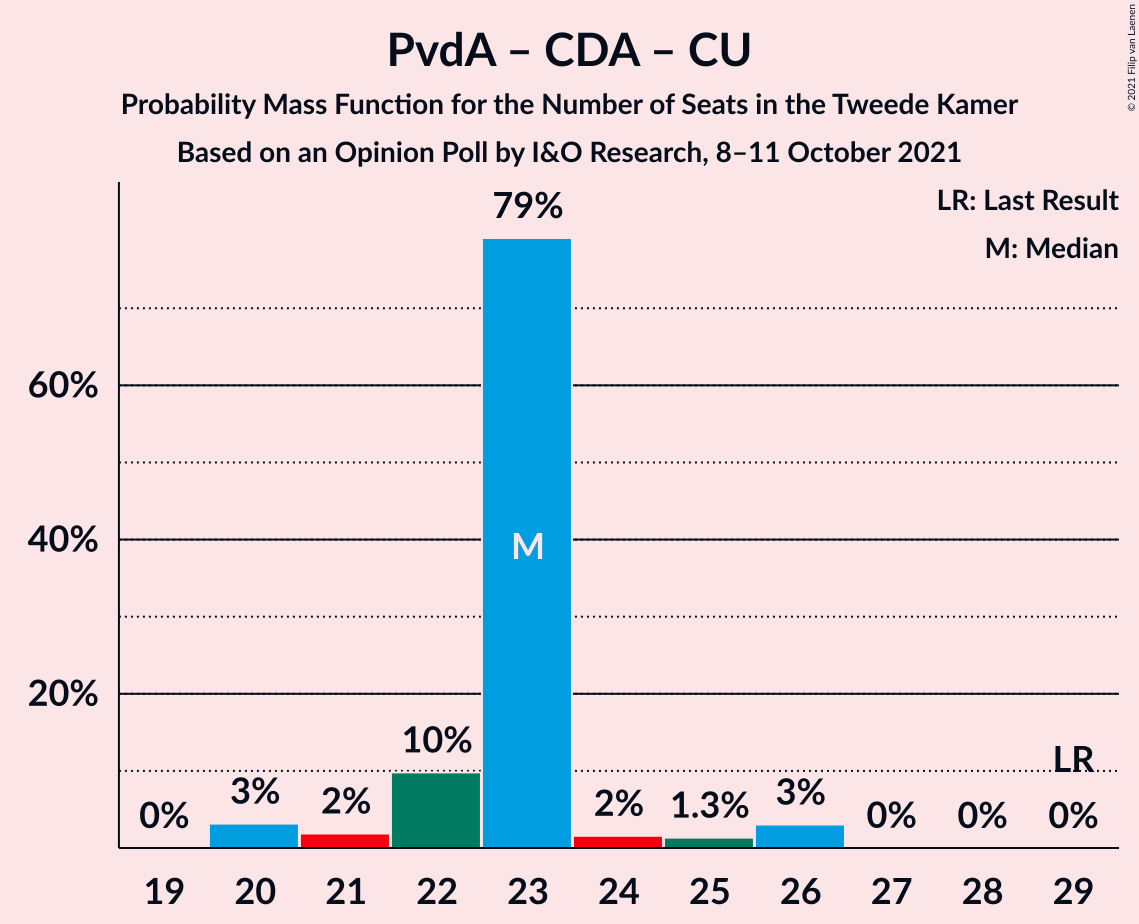 PvdA – CDA – CU
Probability Mass Function for the Number of Seats in the Tweede Kamer
Based on an Opinion Poll by I&O Research, 8–11 October 2021
© 2021 Filip van Laenen
LR: Last Result
M: Median
79%
60%
40%
20%
M
0%
3%
2%
10%
2%
1.3%
3%
0%
0%
LR
0%
19 20 21 22 23 24 25 26 27 28 29